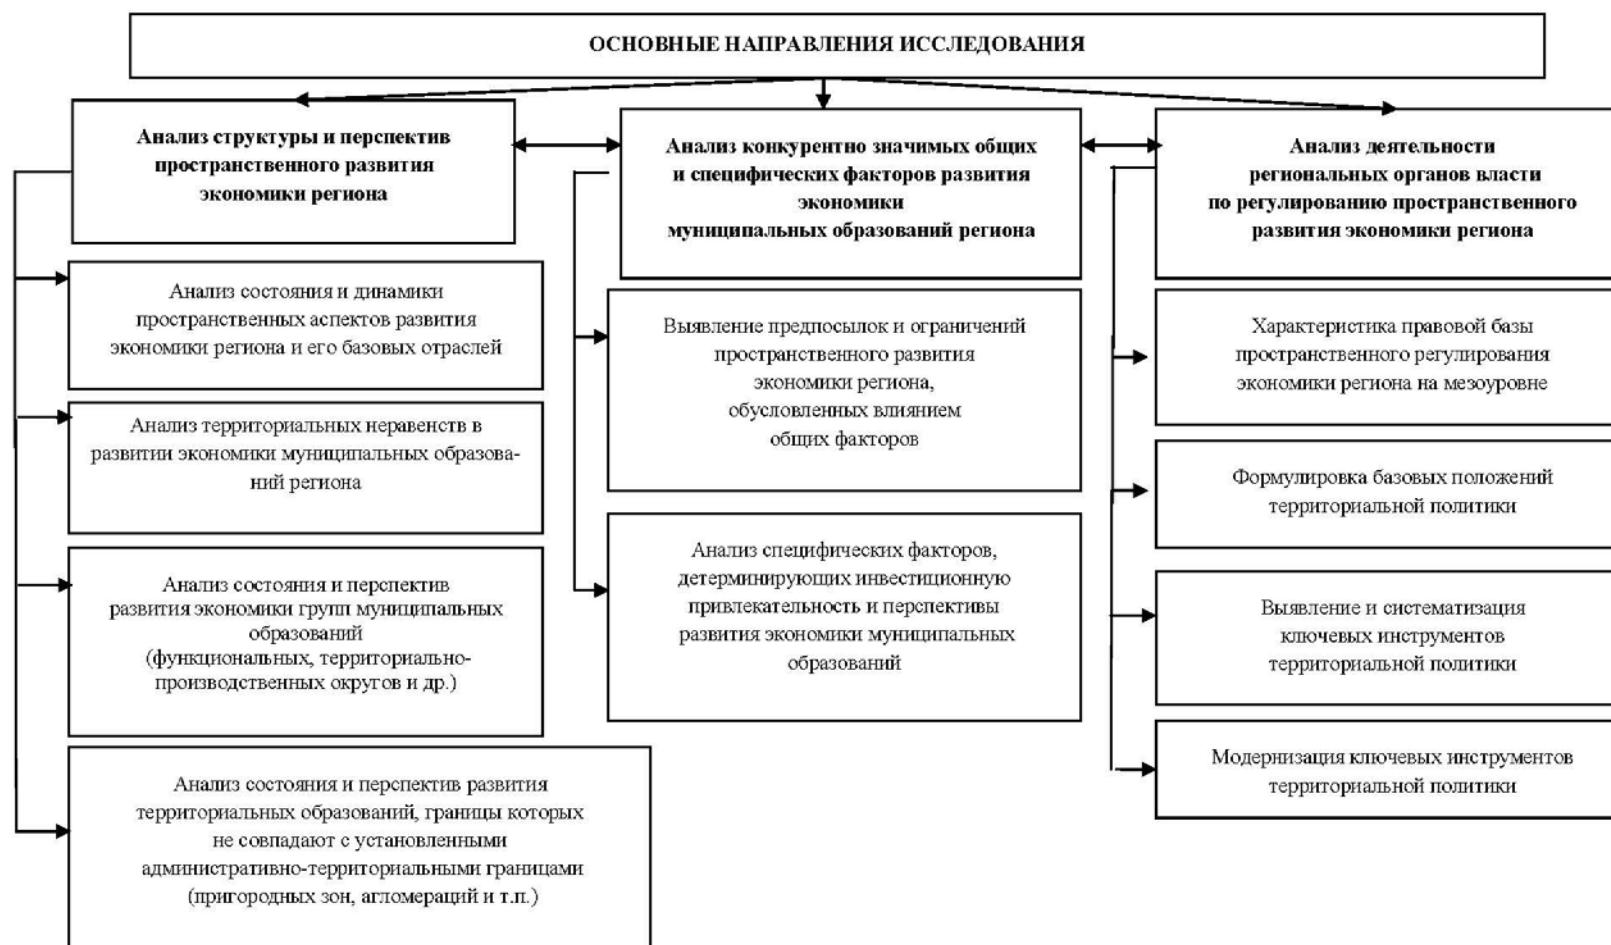 ОСНОВНЫЕ НАПРАВЛЕНИЯ ИССЛЕДОВАНИЯ
Анализ структуры и перспектив
пространственного развития
экономики региона
Анализ состояния и динамики
пространственных аспектов развития
экономики региона и его базовых отраслей
Анализ территориальных неравенств в
развитии экономики муниципальных образова-
ний региона
Анализ состояния и перспектив
развития экономики групп муниципальных
образований
(функциональных, территориально-
производственных округов и др.)
Анализ состояния и перспектив развития
территориальных образований, границы которых
не совпадают с установленными
административно-территориальными границами
(пригородных зон, агломераций и т.п.)
Анализ конкурентно значимых общих
и специфических факторов развития
экономики
муниципальных образований региона
Выявление предпосылок и ограничений
пространственного развития
экономики региона,
обусловленных влиянием
общих факторов
Анализ специфических факторов,
детерминирующих инвестиционную
привлекательность и перспективы
развития экономики муниципальных
образований
Анализ деятельности
региональных органов власти
по регулированию пространственного
развития экономики региона
Характеристика правовой базы
пространственного регулирования
экономики региона на мезоуровне
Формулировка базовых положений
территориальной политики
Выявление и систематизация
ключевых инструментов
территориальной политики
Модернизация ключевых инструментов
территориальной политики